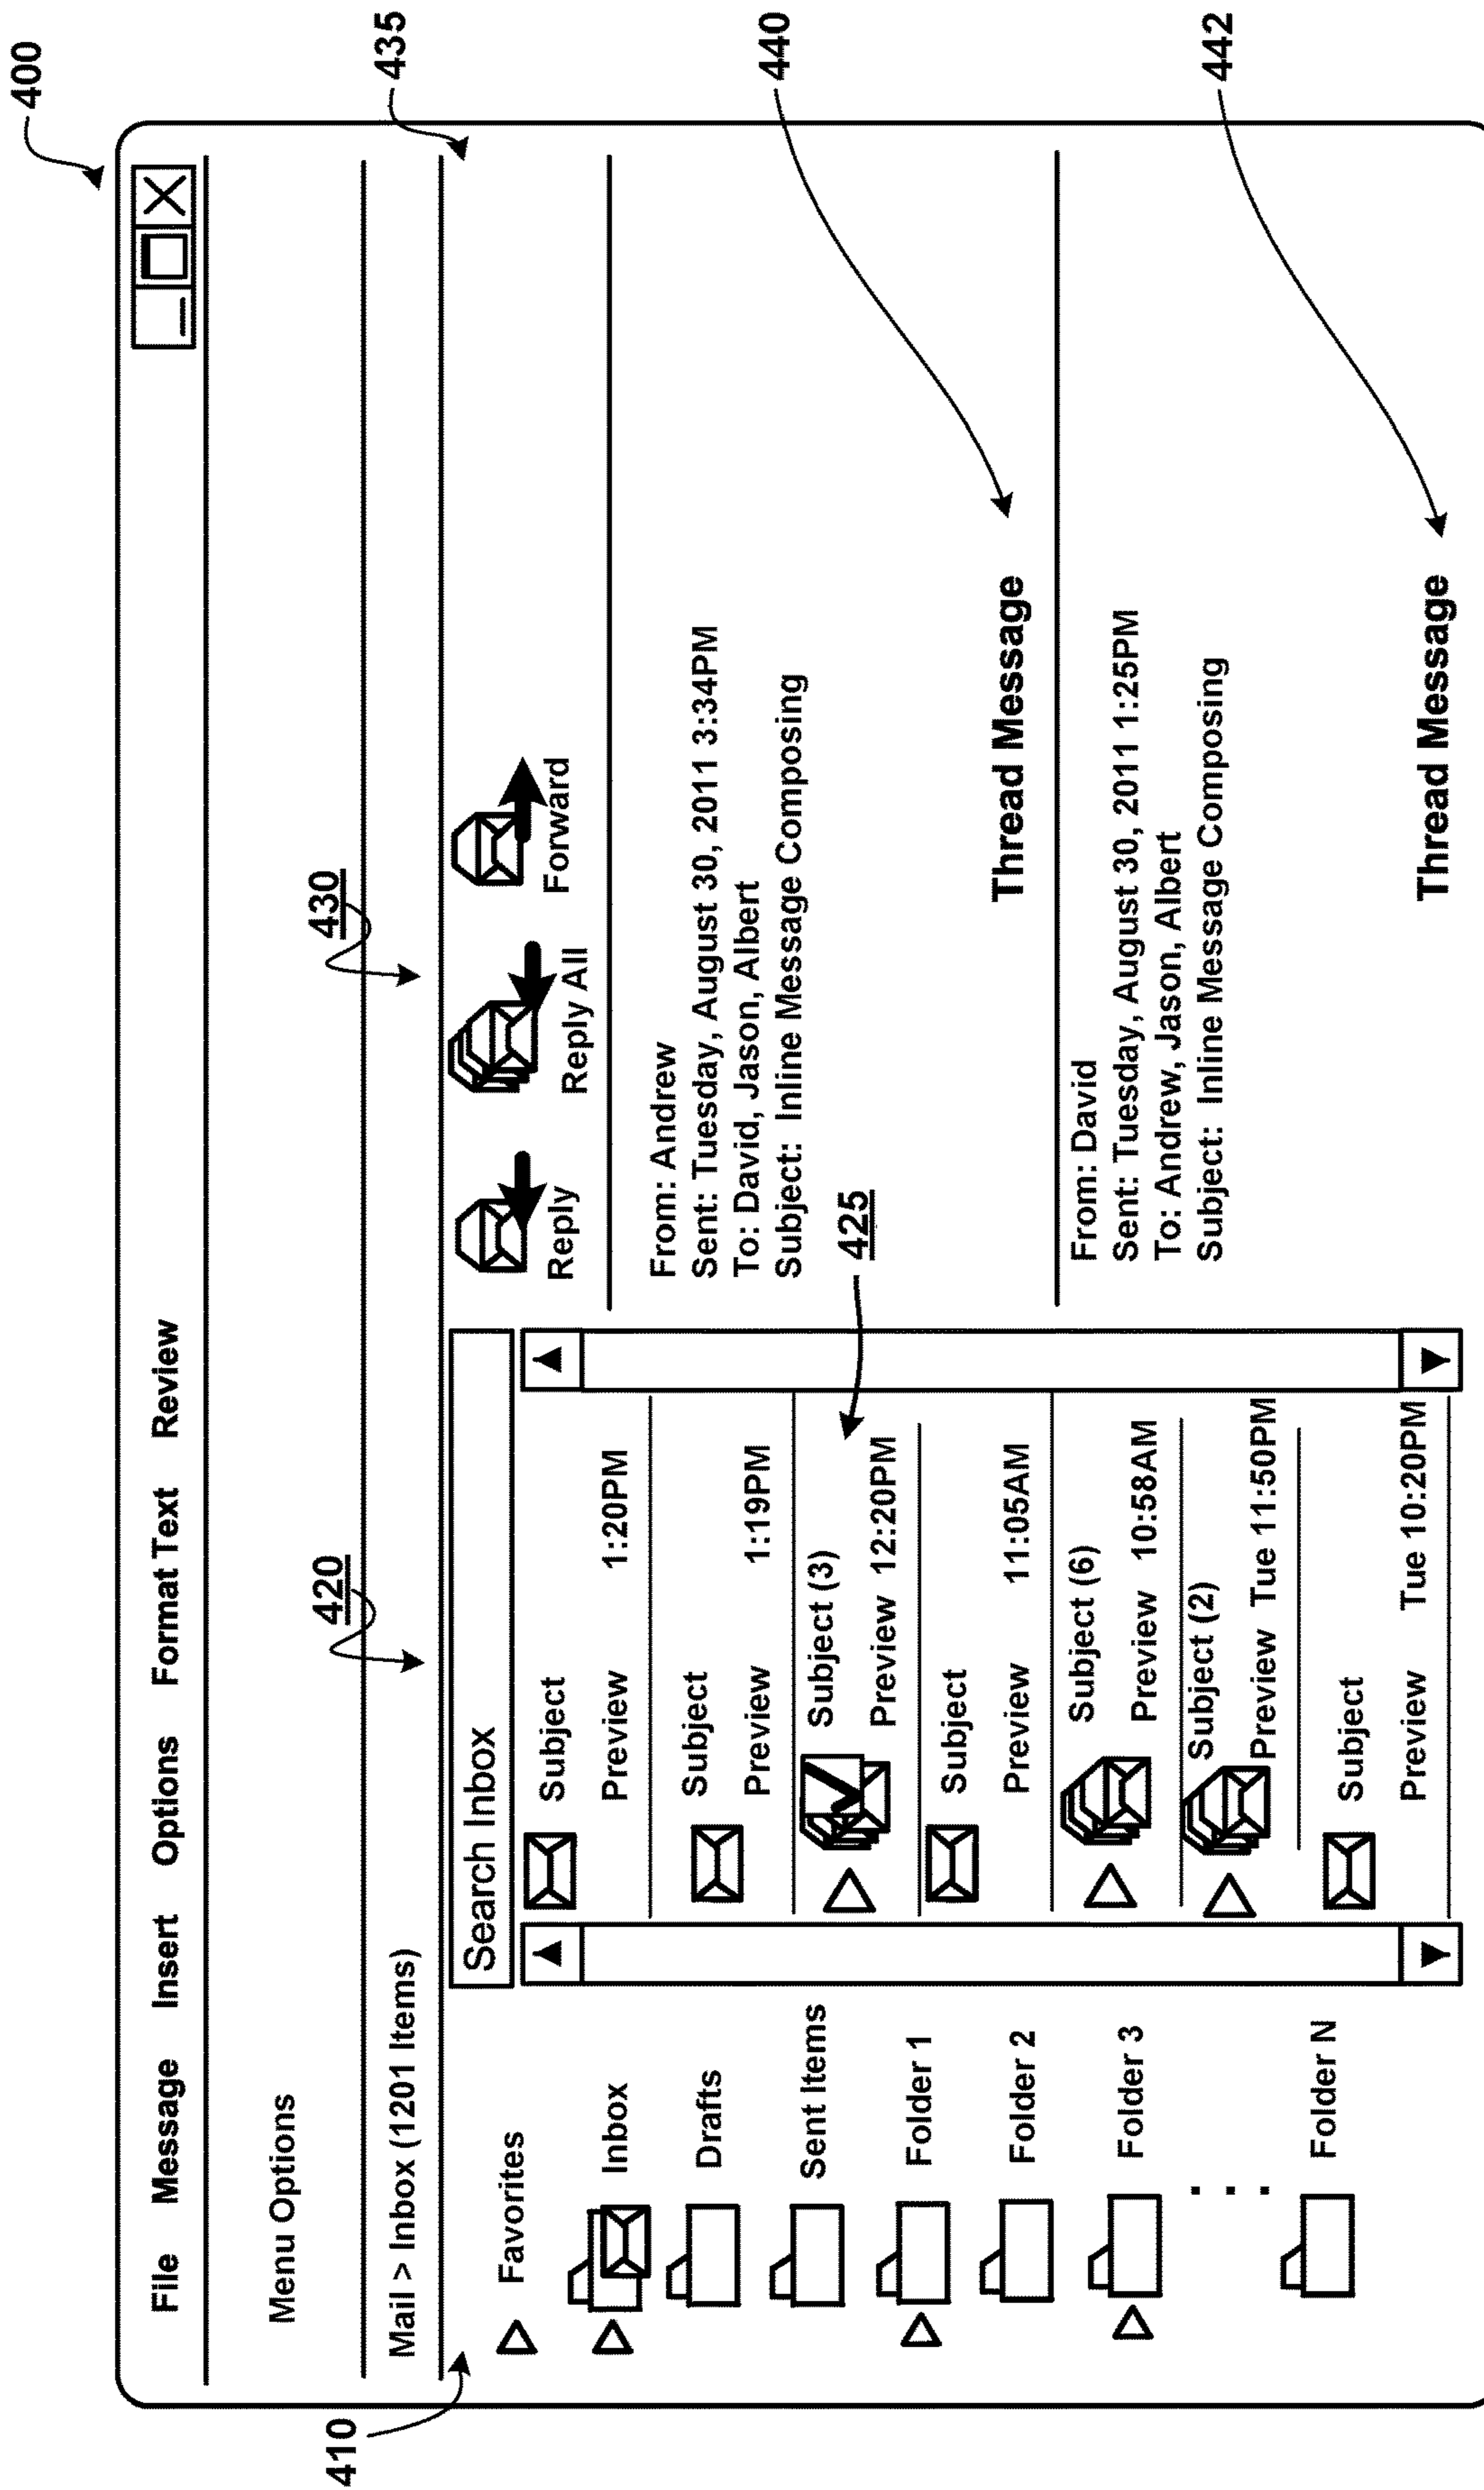 400
File Message Insert Options Format Text Review
Menu Options
420
430
435
410
Mail > Inbox (1201 Items)
Favorites
Inbox
Drafts
Sent Items
Folder 1
Folder 2
Folder 3
Folder N
Search Inbox
Subject
Preview 1:20PM
Subject
Preview 1:19PM
Subject (3)
Preview 12:20PM
425
Subject
Preview 11:05AM
Subject (6)
Preview 10:58AM
Subject (2)
Preview Tue 11:50PM
Subject
Preview Tue 10:20PM
Reply Reply All Forward
From: Andrew
Sent: Tuesday, August 30, 2011 3:34PM
To: David, Jason, Albert
Subject: Inline Message Composing
440
Thread Message
From: David
Sent: Tuesday, August 30, 2011 1:25PM
To: Andrew, Jason, Albert
Subject: Inline Message Composing
442
Thread Message